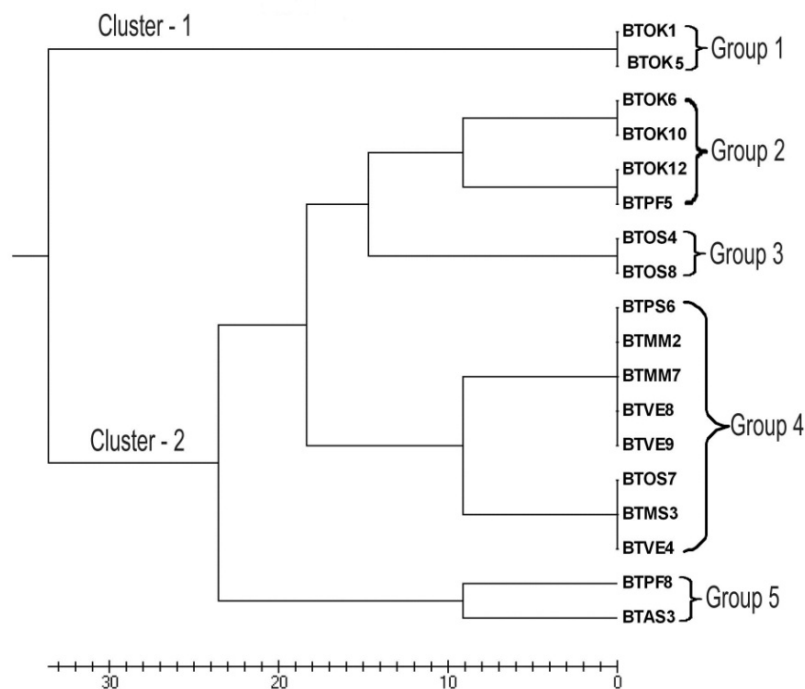 Cluster - 1
BTOK1
BTOK5
Group 1
BTOK6
BTOK10
BTOK12
BTPF5
Group 2
BTOS4
BTOS8
Group 3
BTPS6
BTMM2
BTMM7
BTVE8
BTVE9
BTOS7
BTMS3
BTVE4
Group 4
Cluster - 2
BTPF8
BTAS3
Group 5
30 20 10 0